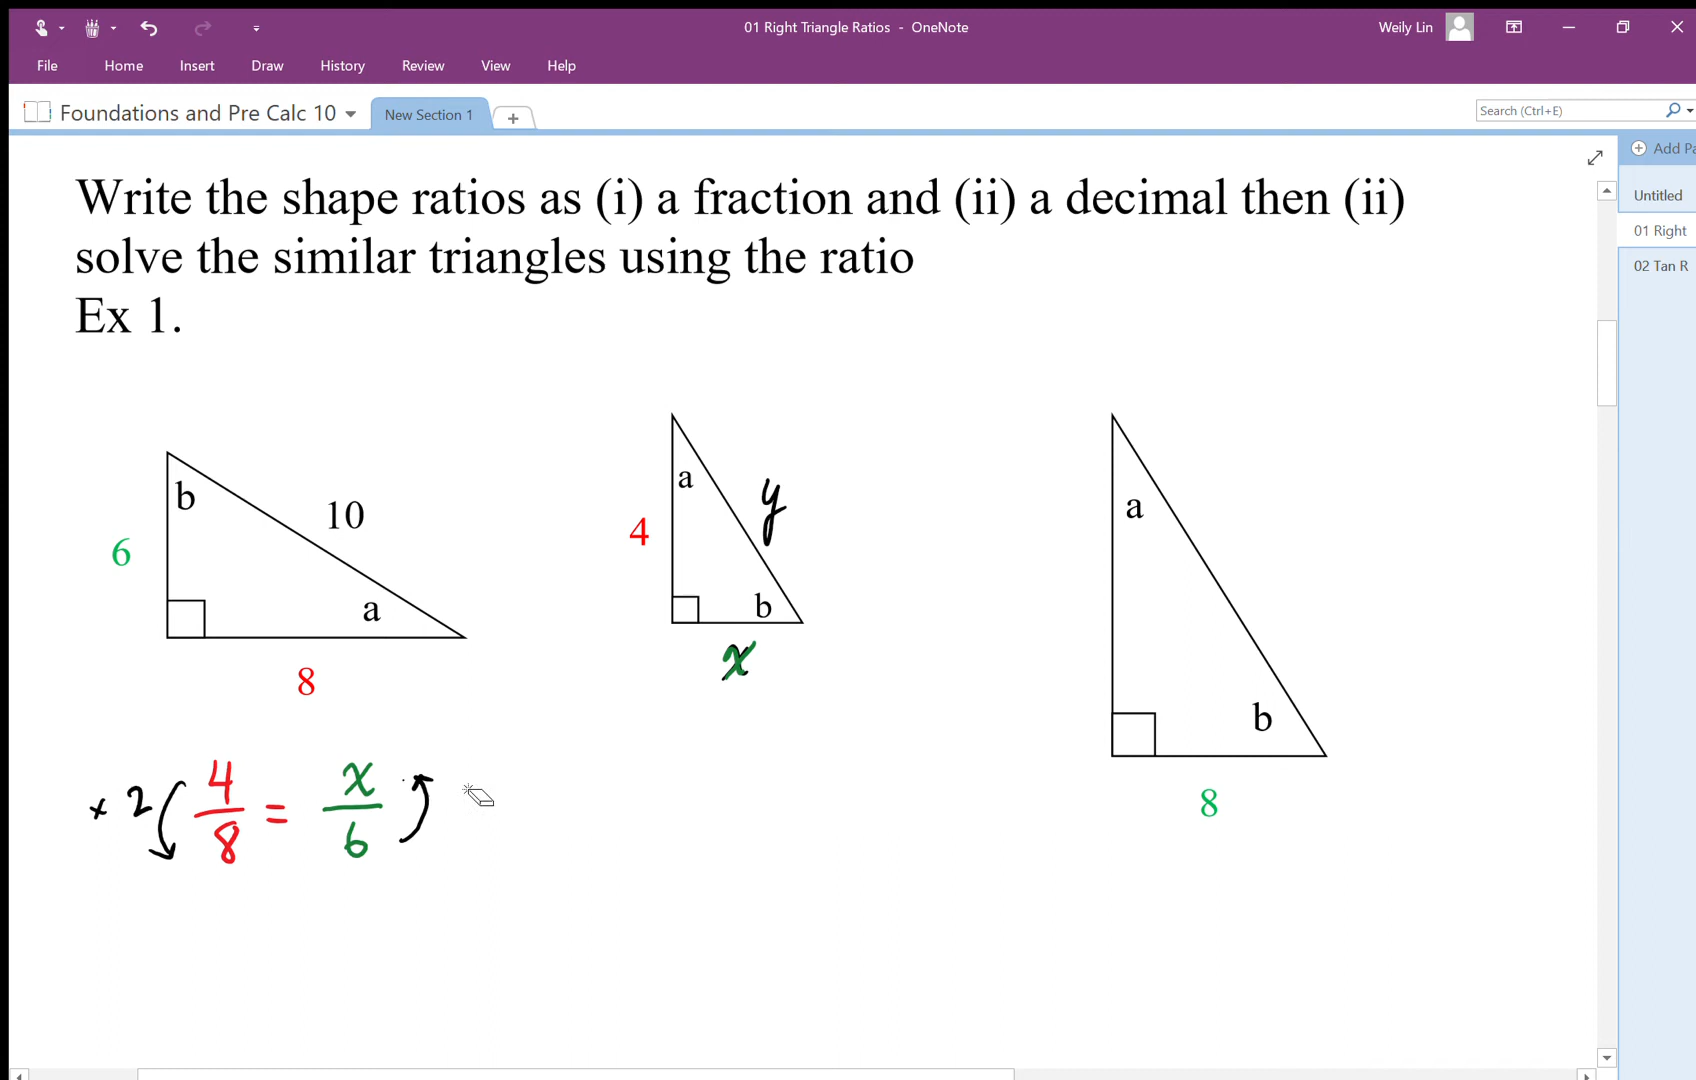 01 Right Triangle Ratios - OneNote
Weily Lin
File Home Insert Draw History Review View Help
Foundations and Pre Calc 10
New Section 1
+
Search (Ctrl+E)
Add Pa
Untitled
01 Right
02 Tan R
Write the shape ratios as (i) a fraction and (ii) a decimal then (ii)
solve the similar triangles using the ratio
Ex 1.
b
10
6
a
8
a
y
4
b
x
a
b
8
× 2 4/8 = x/6